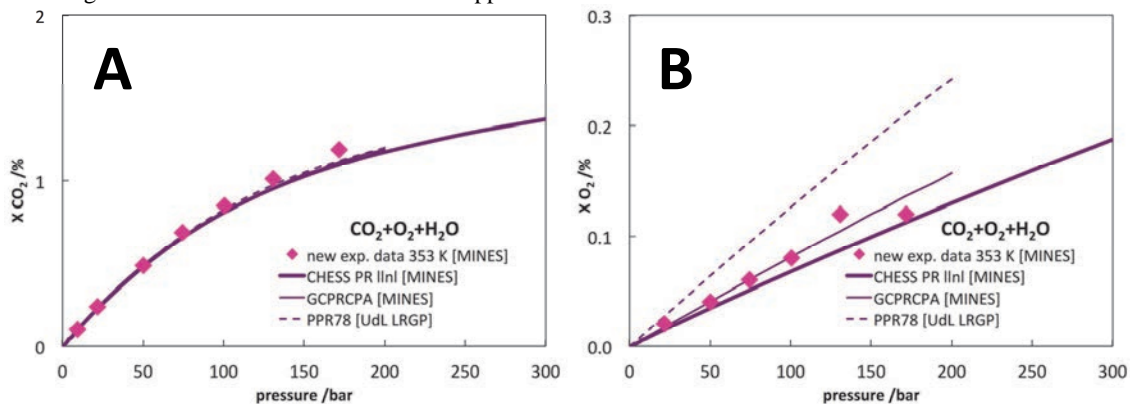 2
A
1
0
X CO₂ /%
CO₂+O₂+H₂O
new exp. data 353 K [MINES]
CHESS PR llnl [MINES]
GCPRCPA [MINES]
PPR78 [UdL LRGP]
0 50 100 150 200 250 300
pressure /bar
0.3
B
0.2
0.1
0.0
X O₂ /%
CO₂+O₂+H₂O
new exp. data 353 K [MINES]
CHESS PR llnl [MINES]
GCPRCPA [MINES]
PPR78 [UdL LRGP]
0 50 100 150 200 250 300
pressure /bar